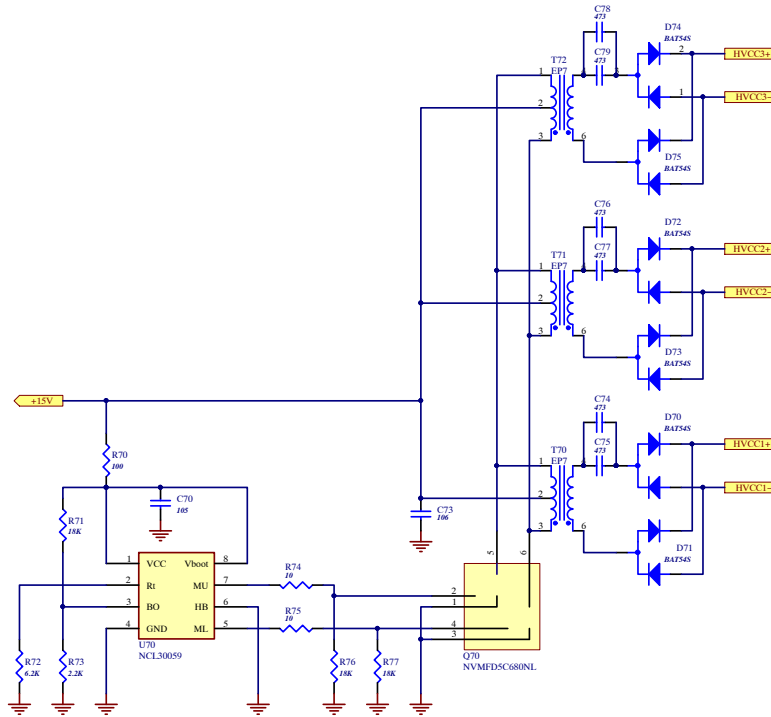 C78
473
C79
473
D74
BAT54S
2
HVCC3+
T72
EP7
1
4
3
1
HVCC3-
2
3
6
D75
BAT54S
C76
473
C77
473
D72
BAT54S
HVCC2+
T71
EP7
1
4
HVCC2-
2
3
6
D73
BAT54S
+15V
C74
473
C75
473
D70
BAT54S
HVCC1+
T70
EP7
1
4
HVCC1-
2
3
6
D71
BAT54S
R70
100
C70
105
R71
18K
C73
106
5
6
1
VCC
Vboot
8
2
Rt
MU
7
3
BO
HB
6
4
GND
ML
5
U70
NCL30059
R74
10
R75
10
2
1
4
3
Q70
NVMFD5C680NL
R72
6.2K
R73
2.2K
R76
18K
R77
18K